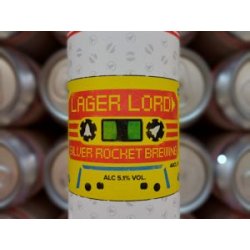 LAGER LORD
SILVER ROCKET BREWING
ALC 5.1% VOL.